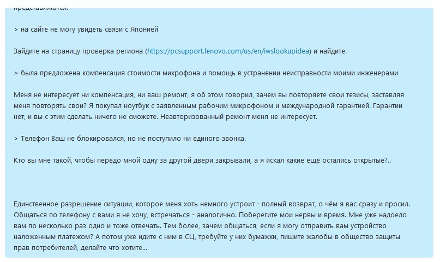 представляется.
> на сайте не могу увидеть связи с Японией
Зайдите на страницу проверка региона (https://pcsupport.lenovo.com/us/en/iwslookupidea) и найдите.
> была предложена компенсация стоимости микрофона и помощь в устранении неисправности моими инженерами
Меня не интересует ни компенсация, ни ваш ремонт, я об этом говорил, зачем вы повторяете свои тезисы, заставляя
меня повторять свои? Я покупал ноутбук с заявленным рабочим микрофоном и международной гарантией. Гарантии
нет, и вы с этим сделать ничего не сможете. Неавторизованный ремонт меня не интересует.
> Телефон Ваш не блокировался, не поступило ни единого звонка.
Кто вы мне такой, чтобы передо мной одну за другой двери закрывали, а я искал какие ещё остались открытые?..
Единственное разрешение ситуации, которое меня хоть немного устроит - полный возврат, о чём я вас сразу и просил.
Общаться по телефону с вами я не хочу, встречаться - аналогично. Поберегите мои нервы и время. Мне уже надоело
вам по несколько раз одно и тоже отвечать. Тем более, зачем общаться, если я могу отправить вам устройство
наложенным платежом? А потом уже идите с ним в СЦ, требуйте у них бумажки, пишите жалобы в общество защиты
прав потребителей, делайте что хотите...